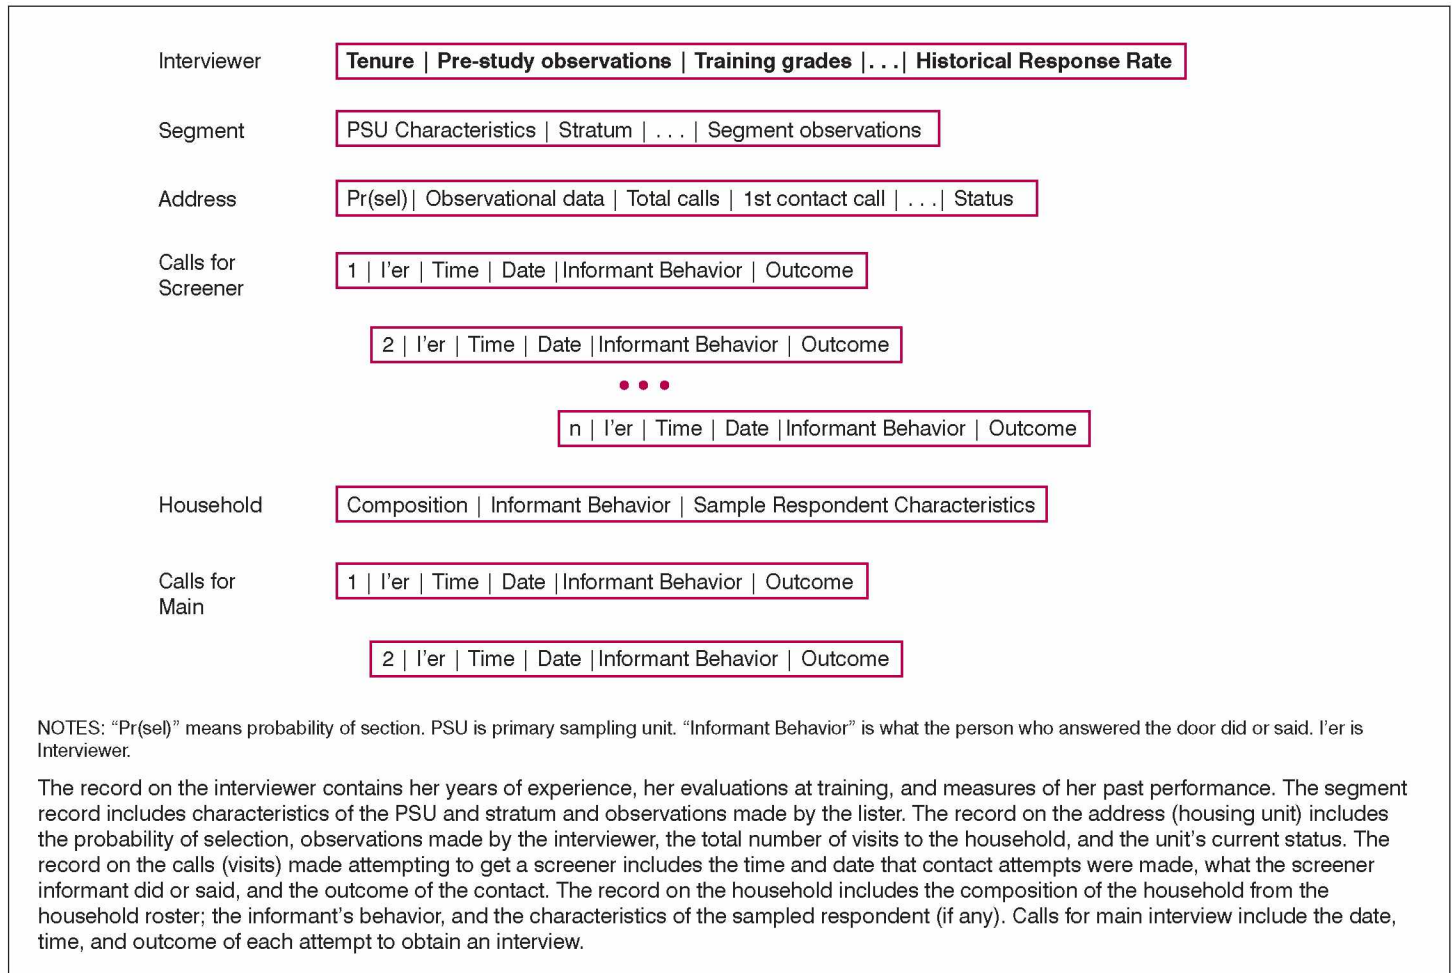 Interviewer Tenure | Pre-study observations | Training grades |. . .| Historical Response Rate
Segment PSU Characteristics | Stratum | . . . | Segment observations
Address Pr(sel)| Observational data | Total calls | 1st contact call | . . .| Status
Calls for
Screener
1 | I'er | Time | Date |Informant Behavior | Outcome
2 | I'er | Time | Date |Informant Behavior | Outcome
• • •
n | I'er | Time | Date |Informant Behavior | Outcome
Household Composition | Informant Behavior | Sample Respondent Characteristics
Calls for
Main
1 | I'er | Time | Date |Informant Behavior | Outcome
2 | I'er | Time | Date |Informant Behavior | Outcome
NOTES: “Pr(sel)” means probability of section. PSU is primary sampling unit. “Informant Behavior” is what the person who answered the door did or said. I'er is
Interviewer.
The record on the interviewer contains her years of experience, her evaluations at training, and measures of her past performance. The segment
record includes characteristics of the PSU and stratum and observations made by the lister. The record on the address (housing unit) includes
the probability of selection, observations made by the interviewer, the total number of visits to the household, and the unit's current status. The
record on the calls (visits) made attempting to get a screener includes the time and date that contact attempts were made, what the screener
informant did or said, and the outcome of the contact. The record on the household includes the composition of the household from the
household roster; the informant's behavior, and the characteristics of the sampled respondent (if any). Calls for main interview include the date,
time, and outcome of each attempt to obtain an interview.